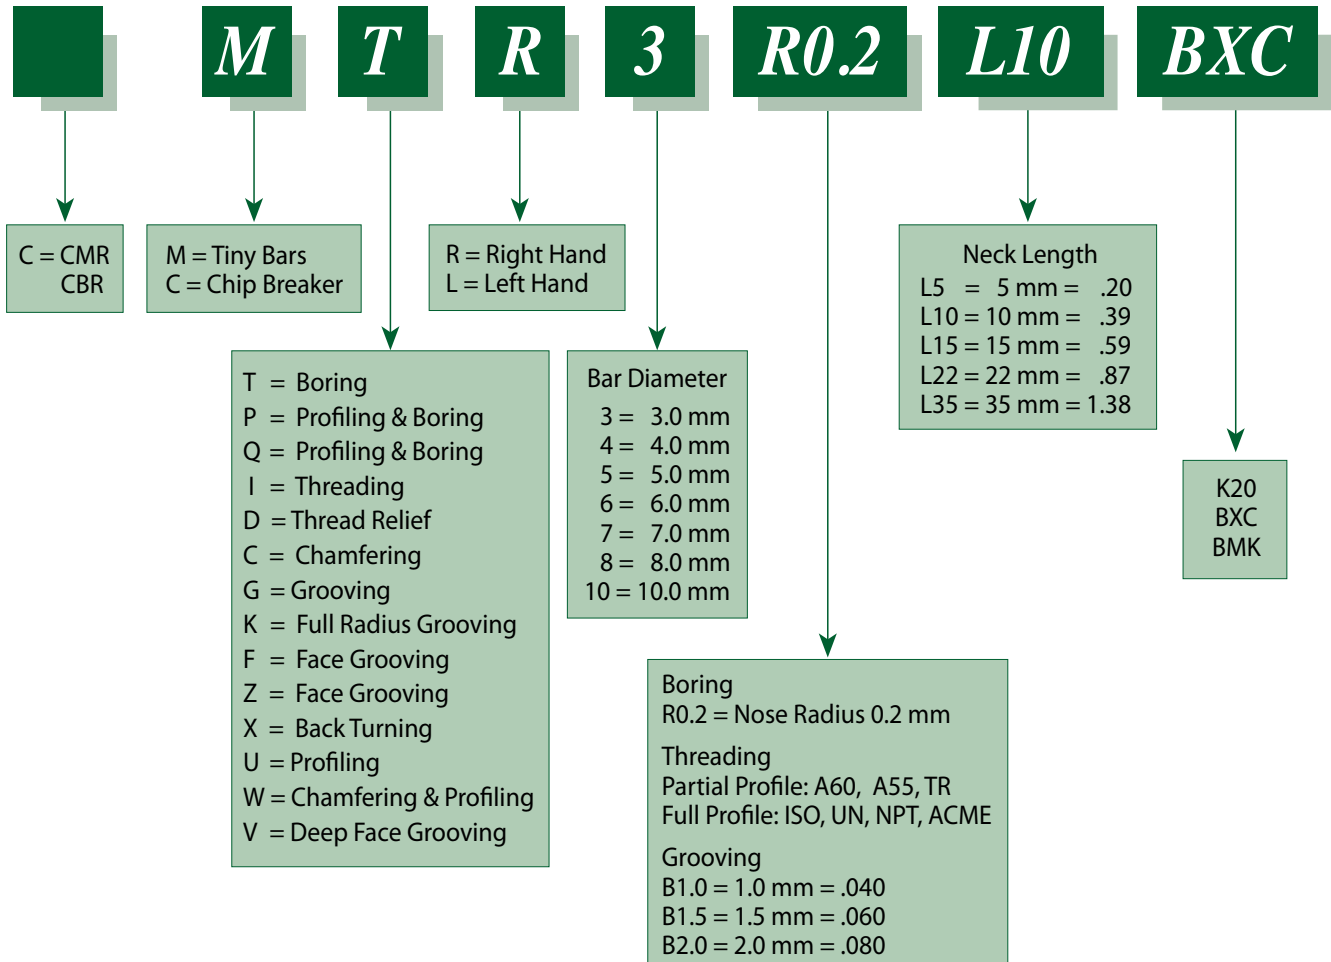 M T R 3 R0.2 L10 BXC
C = CMR
CBR
M = Tiny Bars
C = Chip Breaker
R = Right Hand
L = Left Hand
Neck Length
L5 = 5 mm = .20
L10 = 10 mm = .39
L15 = 15 mm = .59
L22 = 22 mm = .87
L35 = 35 mm = 1.38
T = Boring
P = Profiling & Boring
Q = Profiling & Boring
I = Threading
D = Thread Relief
C = Chamfering
G = Grooving
K = Full Radius Grooving
F = Face Grooving
Z = Face Grooving
X = Back Turning
U = Profiling
W = Chamfering & Profiling
V = Deep Face Grooving
Bar Diameter
3 = 3.0 mm
4 = 4.0 mm
5 = 5.0 mm
6 = 6.0 mm
7 = 7.0 mm
8 = 8.0 mm
10 = 10.0 mm
K20
BXC
BMK
Boring
R0.2 = Nose Radius 0.2 mm
Threading
Partial Profile: A60, A55, TR
Full Profile: ISO, UN, NPT, ACME
Grooving
B1.0 = 1.0 mm = .040
B1.5 = 1.5 mm = .060
B2.0 = 2.0 mm = .080